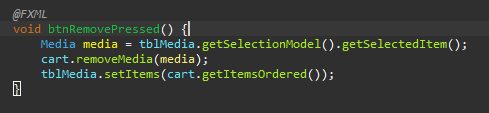 @FXML
void btnRemovePressed() {
Media media = tblMedia.getSelectionModel().getSelectedItem();
cart.removeMedia(media);
tblMedia.setItems(cart.getItemsOrdered());
}